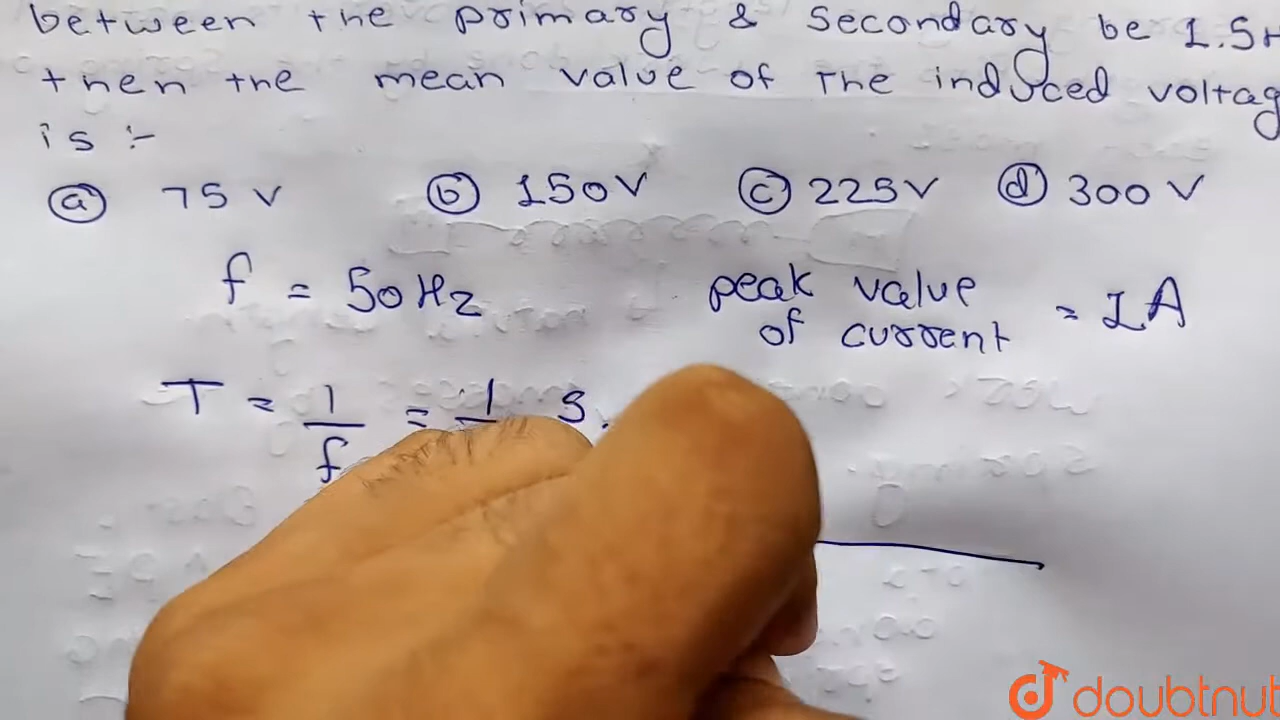 between the primary & secondary be 1.5H
then the mean value of The induced voltag
is :-
(a) 75 V (b) 150 V (c) 225 V (d) 300 V
f = 50 Hz peak value of current = 1A
T = 1/f = 1 s
doubtnut